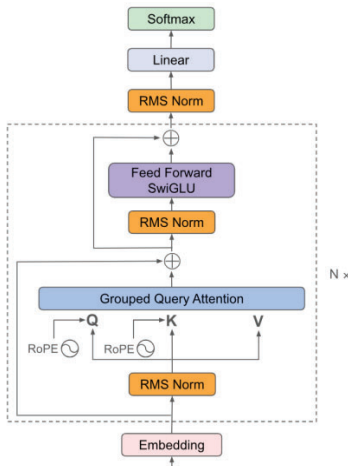 Softmax
Linear
RMS Norm
Feed Forward
SwiGLU
RMS Norm
N ×
Grouped Query Attention
Q
K
V
RoPE
RoPE
RMS Norm
Embedding